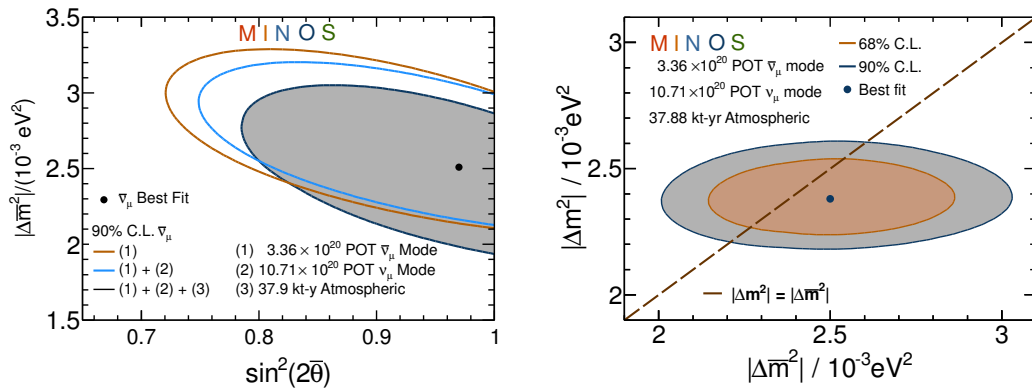 MINOS
|Δm̅²|/(10⁻³ eV²)
3.5
3
2.5
2
1.5
ν̅μ Best Fit
90% C.L. ν̅μ
(1)
(1) + (2)
(1) + (2) + (3)
(1) 3.36 × 10²⁰ POT ν̅μ Mode
(2) 10.71×10²⁰ POT νμ Mode
(3) 37.9 kt-y Atmospheric
0.7 0.8 0.9 1
sin²(2θ̅)
MINOS
3.36 ×10²⁰ POT ν̅μ mode
10.71×10²⁰ POT νμ mode
37.88 kt-yr Atmospheric
68% C.L.
90% C.L.
Best fit
|Δm²| / 10⁻³eV²
3.0
2.5
2.0
|Δm²| = |Δm̅²|
2.0 2.5 3.0
|Δm̅²| / 10⁻³eV²